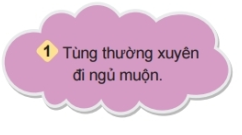 1 Tùng thường xuyên
đi ngủ muộn.